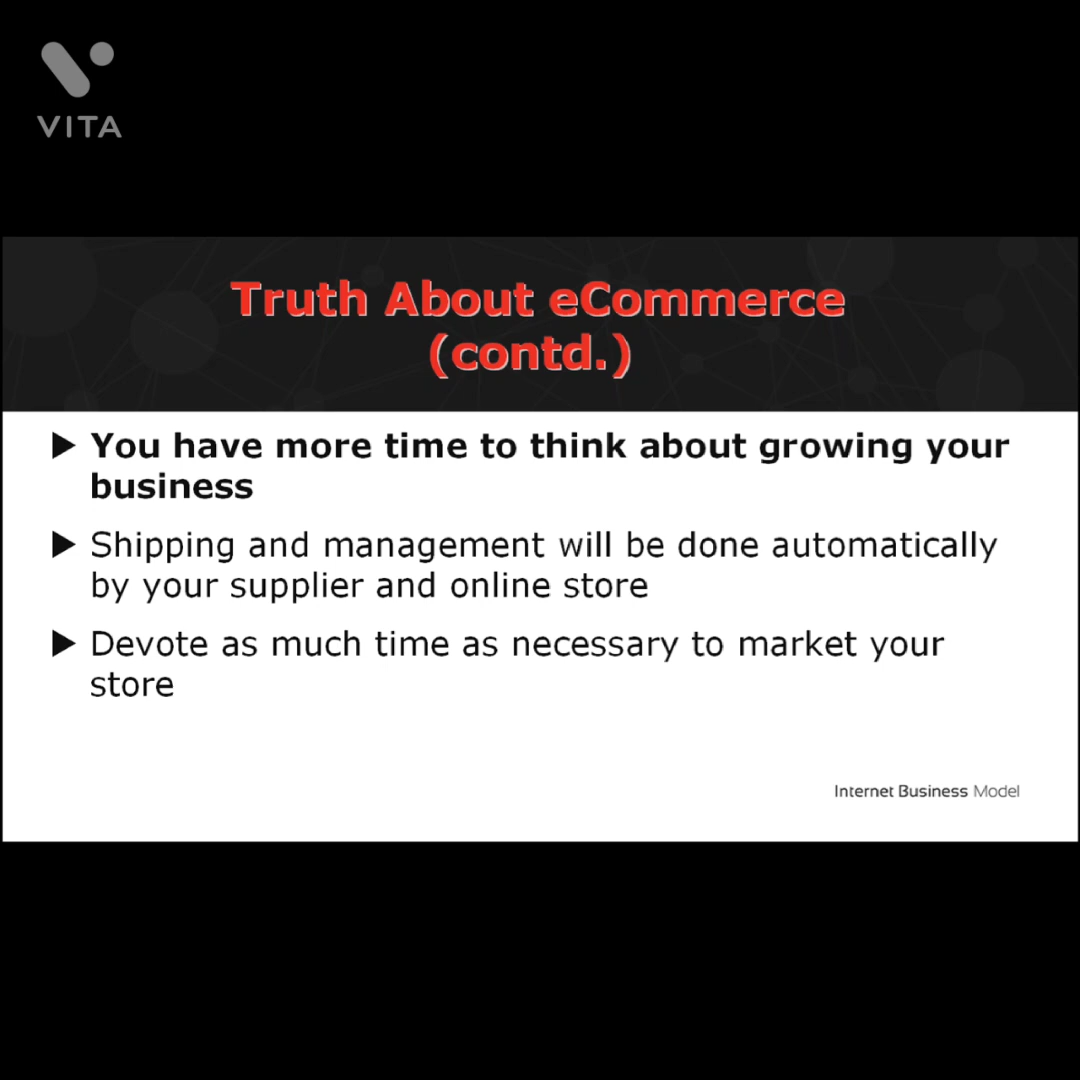 VITA
Truth About eCommerce
(contd.)
▶ You have more time to think about growing your
business
▶ Shipping and management will be done automatically
by your supplier and online store
▶ Devote as much time as necessary to market your
store
Internet Business Model